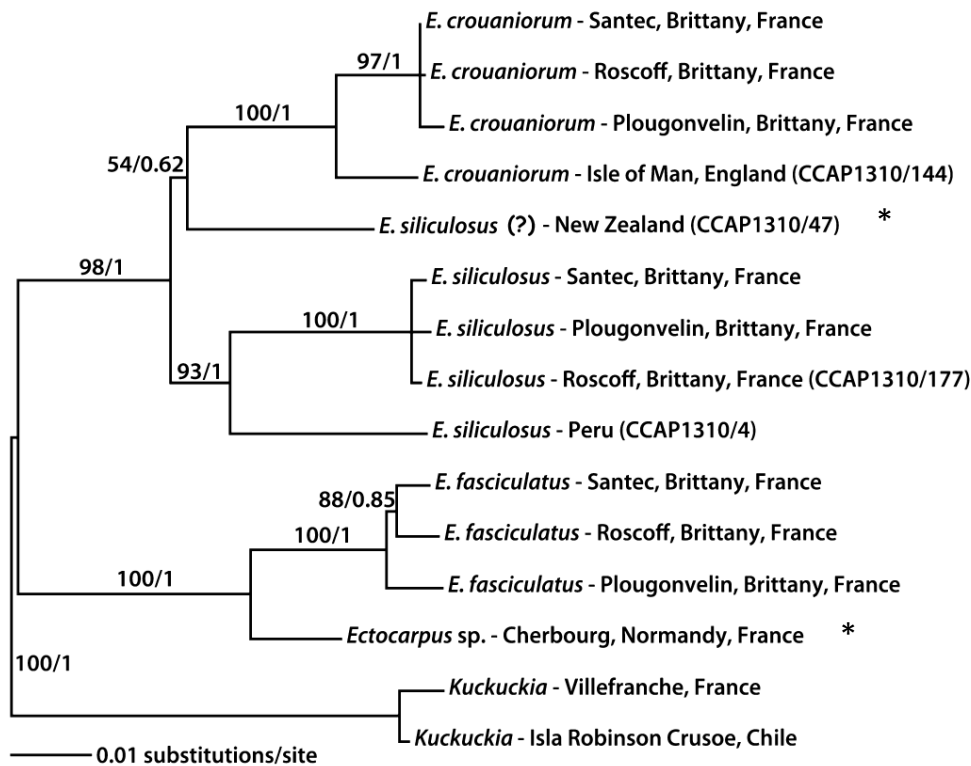 E. crouaniorum - Santec, Brittany, France
97/1
E. crouaniorum - Roscoff, Brittany, France
100/1
E. crouaniorum - Plougonvelin, Brittany, France
54/0.62
E. crouaniorum - Isle of Man, England (CCAP1310/144)
E. siliculosus (?) - New Zealand (CCAP1310/47) *
98/1
E. siliculosus - Santec, Brittany, France
100/1
E. siliculosus - Plougonvelin, Brittany, France
93/1
E. siliculosus - Roscoff, Brittany, France (CCAP1310/177)
E. siliculosus - Peru (CCAP1310/4)
E. fasciculatus - Santec, Brittany, France
88/0.85
E. fasciculatus - Roscoff, Brittany, France
100/1
100/1
E. fasciculatus - Plougonvelin, Brittany, France
Ectocarpus sp. - Cherbourg, Normandy, France *
100/1
Kuckuckia - Villefranche, France
Kuckuckia - Isla Robinson Crusoe, Chile
0.01 substitutions/site